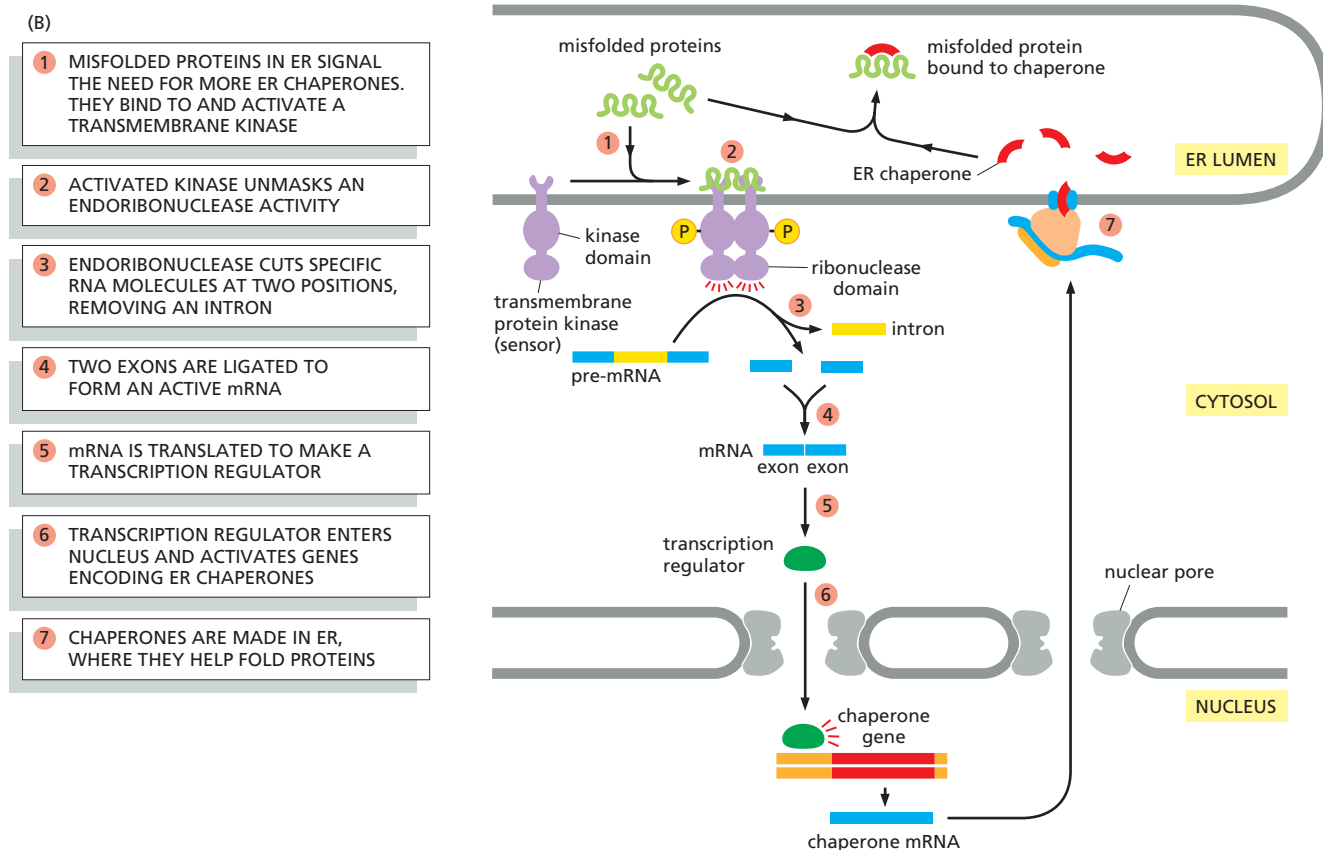 (B)
1 MISFOLDED PROTEINS IN ER SIGNAL
THE NEED FOR MORE ER CHAPERONES.
THEY BIND TO AND ACTIVATE A
TRANSMEMBRANE KINASE
2 ACTIVATED KINASE UNMASKS AN
ENDORIBONUCLEASE ACTIVITY
3 ENDORIBONUCLEASE CUTS SPECIFIC
RNA MOLECULES AT TWO POSITIONS,
REMOVING AN INTRON
4 TWO EXONS ARE LIGATED TO
FORM AN ACTIVE mRNA
5 mRNA IS TRANSLATED TO MAKE A
TRANSCRIPTION REGULATOR
6 TRANSCRIPTION REGULATOR ENTERS
NUCLEUS AND ACTIVATES GENES
ENCODING ER CHAPERONES
7 CHAPERONES ARE MADE IN ER,
WHERE THEY HELP FOLD PROTEINS
misfolded proteins
misfolded protein
bound to chaperone
1
2
ER chaperone
ER LUMEN
P
P
7
kinase
domain
ribonuclease
domain
transmembrane
protein kinase
(sensor)
3
intron
pre-mRNA
4
CYTOSOL
mRNA
exon exon
5
transcription
regulator
6
nuclear pore
NUCLEUS
chaperone
gene
chaperone mRNA